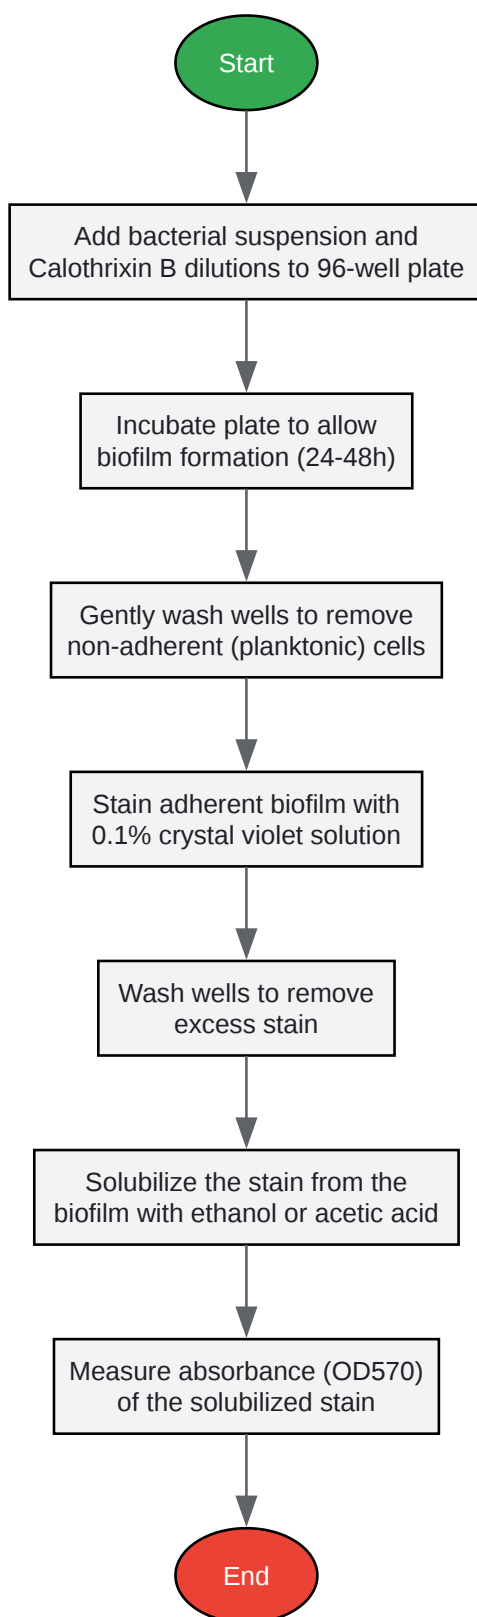 Start
Add bacterial suspension and
Calothrixin B dilutions to 96-well plate
Incubate plate to allow
biofilm formation (24-48h)
Gently wash wells to remove
non-adherent (planktonic) cells
Stain adherent biofilm with
0.1% crystal violet solution
Wash wells to remove
excess stain
Solubilize the stain from the
biofilm with ethanol or acetic acid
Measure absorbance (OD570)
of the solubilized stain
End